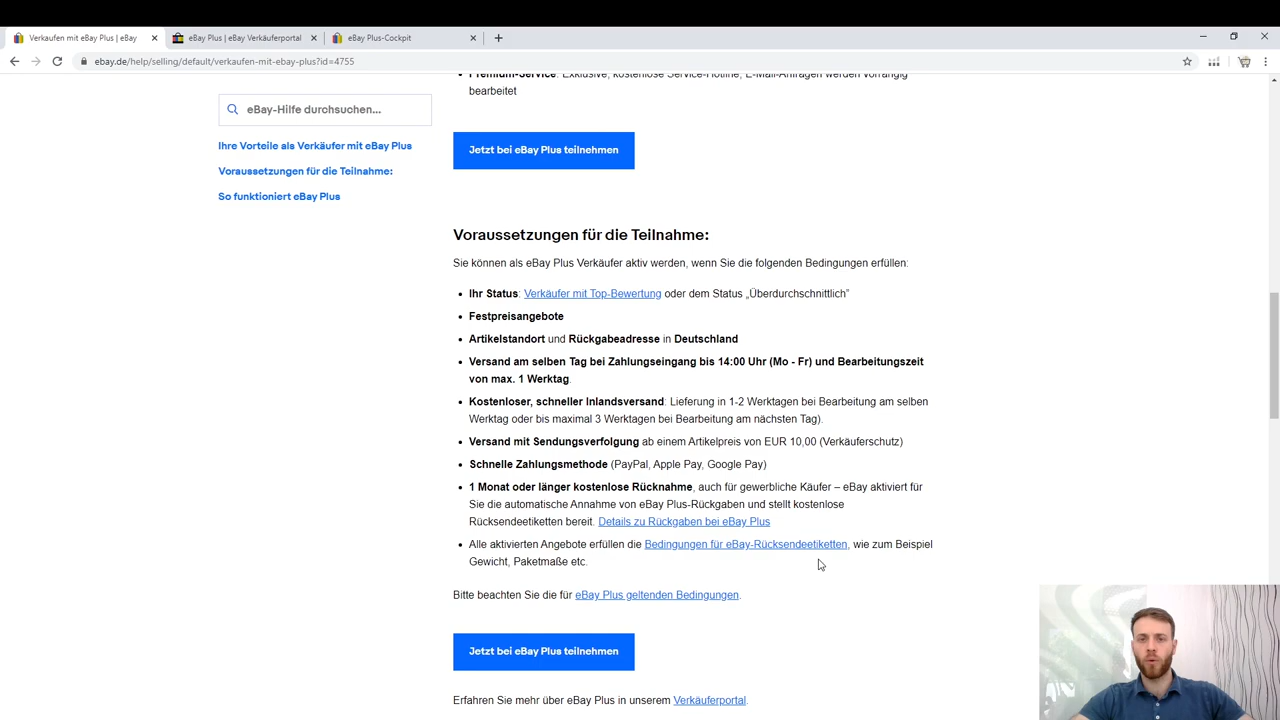 Verkaufen mit eBay Plus | eBay
eBay Plus | eBay Verkäuferportal
eBay Plus-Cockpit
ebay.de/help/selling/default/verkaufen-mit-ebay-plus?id=4755
eBay-Hilfe durchsuchen...
Ihre Vorteile als Verkäufer mit eBay Plus
Voraussetzungen für die Teilnahme:
So funktioniert eBay Plus
Premium-Service: Exklusive, kostenlose Service-Hotline, E-Mail-Anfragen werden vorrangig
bearbeitet
Jetzt bei eBay Plus teilnehmen
Voraussetzungen für die Teilnahme:
Sie können als eBay Plus Verkäufer aktiv werden, wenn Sie die folgenden Bedingungen erfüllen:
Ihr Status: Verkäufer mit Top-Bewertung oder dem Status „Überdurchschnittlich"
Festpreisangebote
Artikelstandort und Rückgabeadresse in Deutschland
Versand am selben Tag bei Zahlungseingang bis 14:00 Uhr (Mo - Fr) und Bearbeitungszeit
von max. 1 Werktag.
Kostenloser, schneller Inlandsversand: Lieferung in 1-2 Werktagen bei Bearbeitung am selben
Werktag oder bis maximal 3 Werktagen bei Bearbeitung am nächsten Tag).
Versand mit Sendungsverfolgung ab einem Artikelpreis von EUR 10,00 (Verkäuferschutz)
Schnelle Zahlungsmethode (PayPal, Apple Pay, Google Pay)
1 Monat oder länger kostenlose Rücknahme, auch für gewerbliche Käufer – eBay aktiviert für
Sie die automatische Annahme von eBay Plus-Rückgaben und stellt kostenlose
Rücksendeetiketten bereit. Details zu Rückgaben bei eBay Plus
Alle aktivierten Angebote erfüllen die Bedingungen für eBay-Rücksendeetiketten, wie zum Beispiel
Gewicht, Paketmaße etc.
Bitte beachten Sie die für eBay Plus geltenden Bedingungen.
Jetzt bei eBay Plus teilnehmen
Erfahren Sie mehr über eBay Plus in unserem Verkäuferportal.